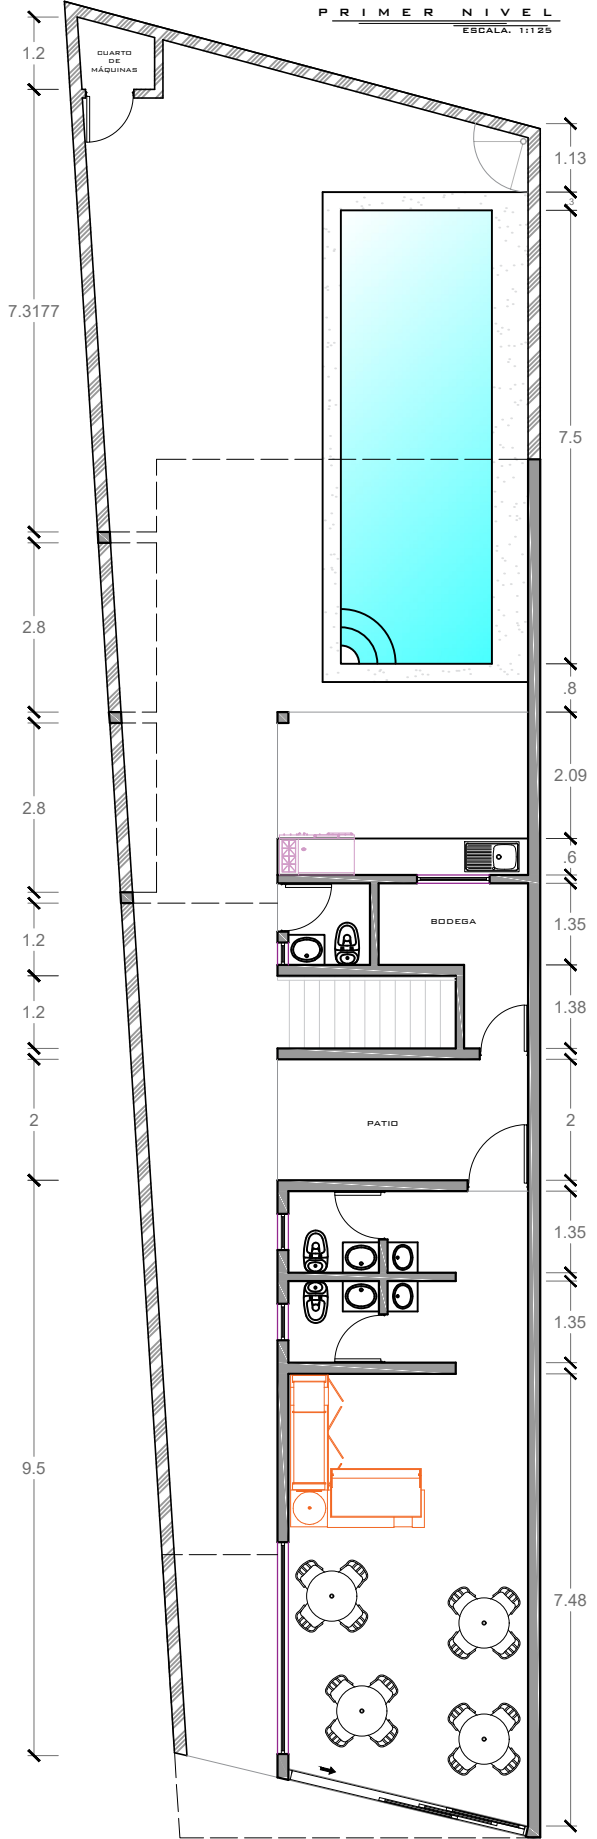 PRIMER NIVEL
ESCALA. 1:125
1.2
CUARTO
DE
MÁQUINAS
1.13
.3
7.3177
7.5
2.8
.8
2.09
2.8
.6
1.35
BODEGA
1.2
1.38
1.2
2
PATIO
2
1.35
1.35
9.5
7.48